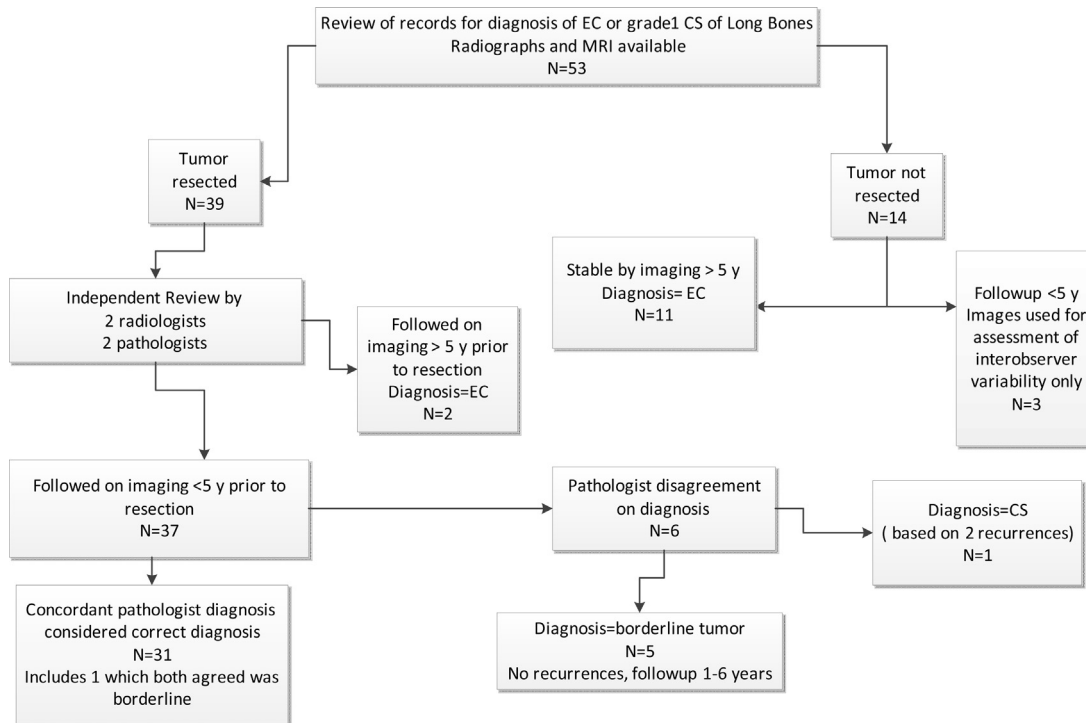 Review of records for diagnosis of EC or grade1 CS of Long Bones
Radiographs and MRI available
N=53
Tumor
resected
N=39
Tumor not
resected
N=14
Independent Review by
2 radiologists
2 pathologists
Followed on
imaging > 5 y prior
to resection
Diagnosis=EC
N=2
Stable by imaging > 5 y
Diagnosis= EC
N=11
Followup <5 y
Images used for
assessment of
interobserver
variability only
N=3
Followed on imaging <5 y prior to
resection
N=37
Pathologist disagreement
on diagnosis
N=6
Diagnosis=CS
( based on 2 recurrences)
N=1
Concordant pathologist diagnosis
considered correct diagnosis
N=31
Includes 1 which both agreed was
borderline
Diagnosis=borderline tumor
N=5
No recurrences, followup 1-6 years